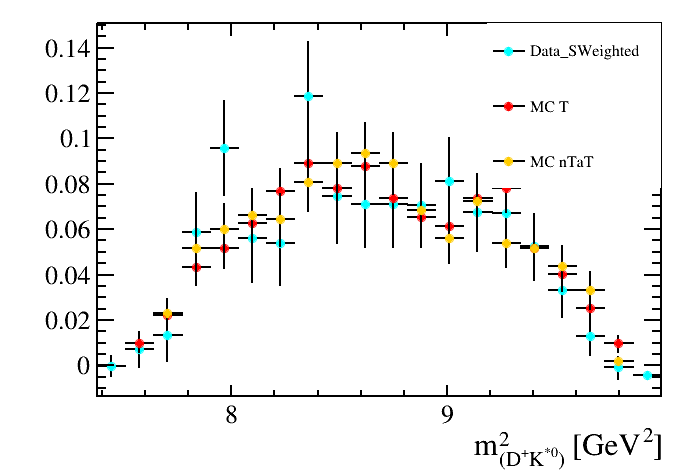 0.14
0.12
0.1
0.08
0.06
0.04
0.02
0
Data_SWeighted
MC T
MC nTaT
8
9
m²(D⁺K*⁰) [GeV²]